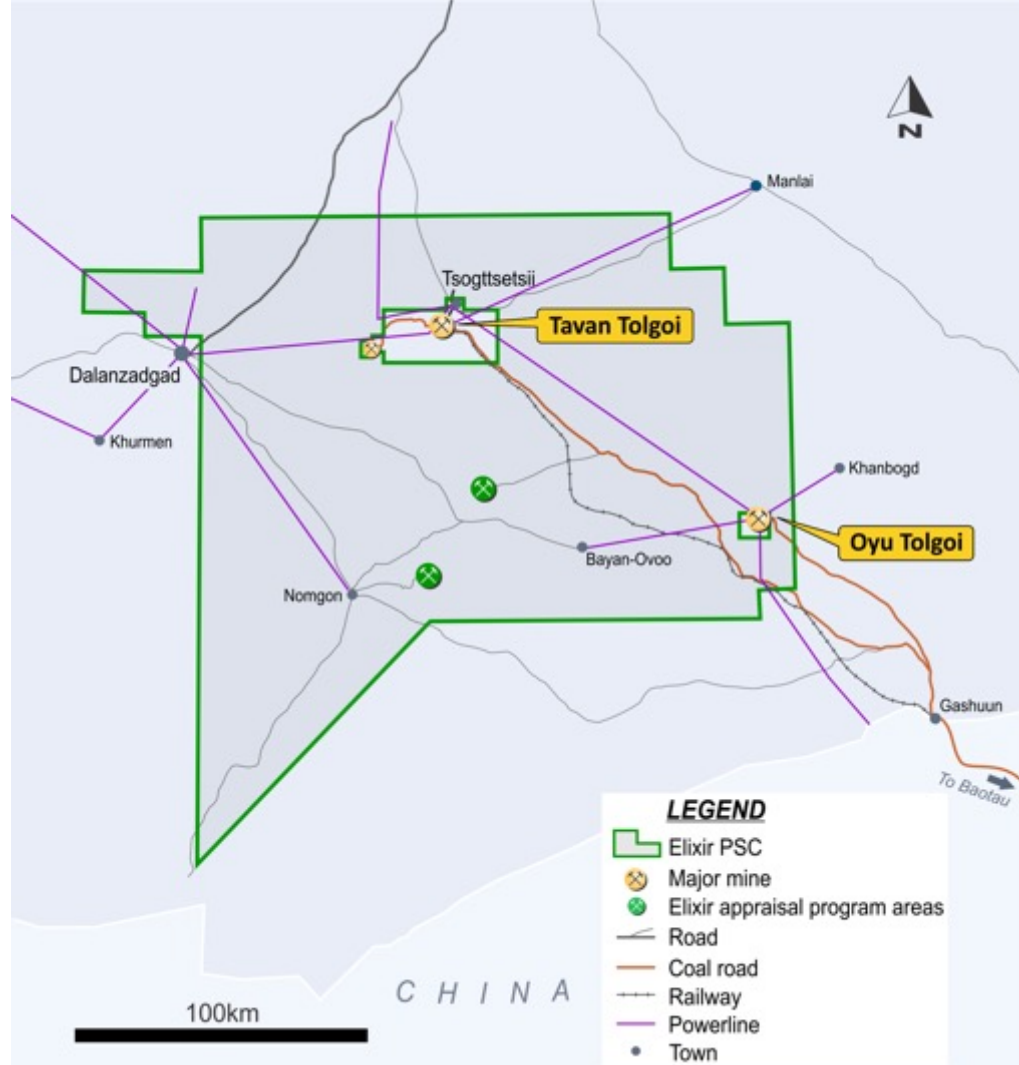 N
Manlai
Tsogttsetsii
Tavan Tolgoi
Dalanzadgad
Khurmen
Khanbogd
Oyu Tolgoi
Bayan-Ovoo
Nomgon
Gashuun
To Baotau
CHINA
100km
LEGEND
Elixir PSC
Major mine
Elixir appraisal program areas
Road
Coal road
Railway
Powerline
Town